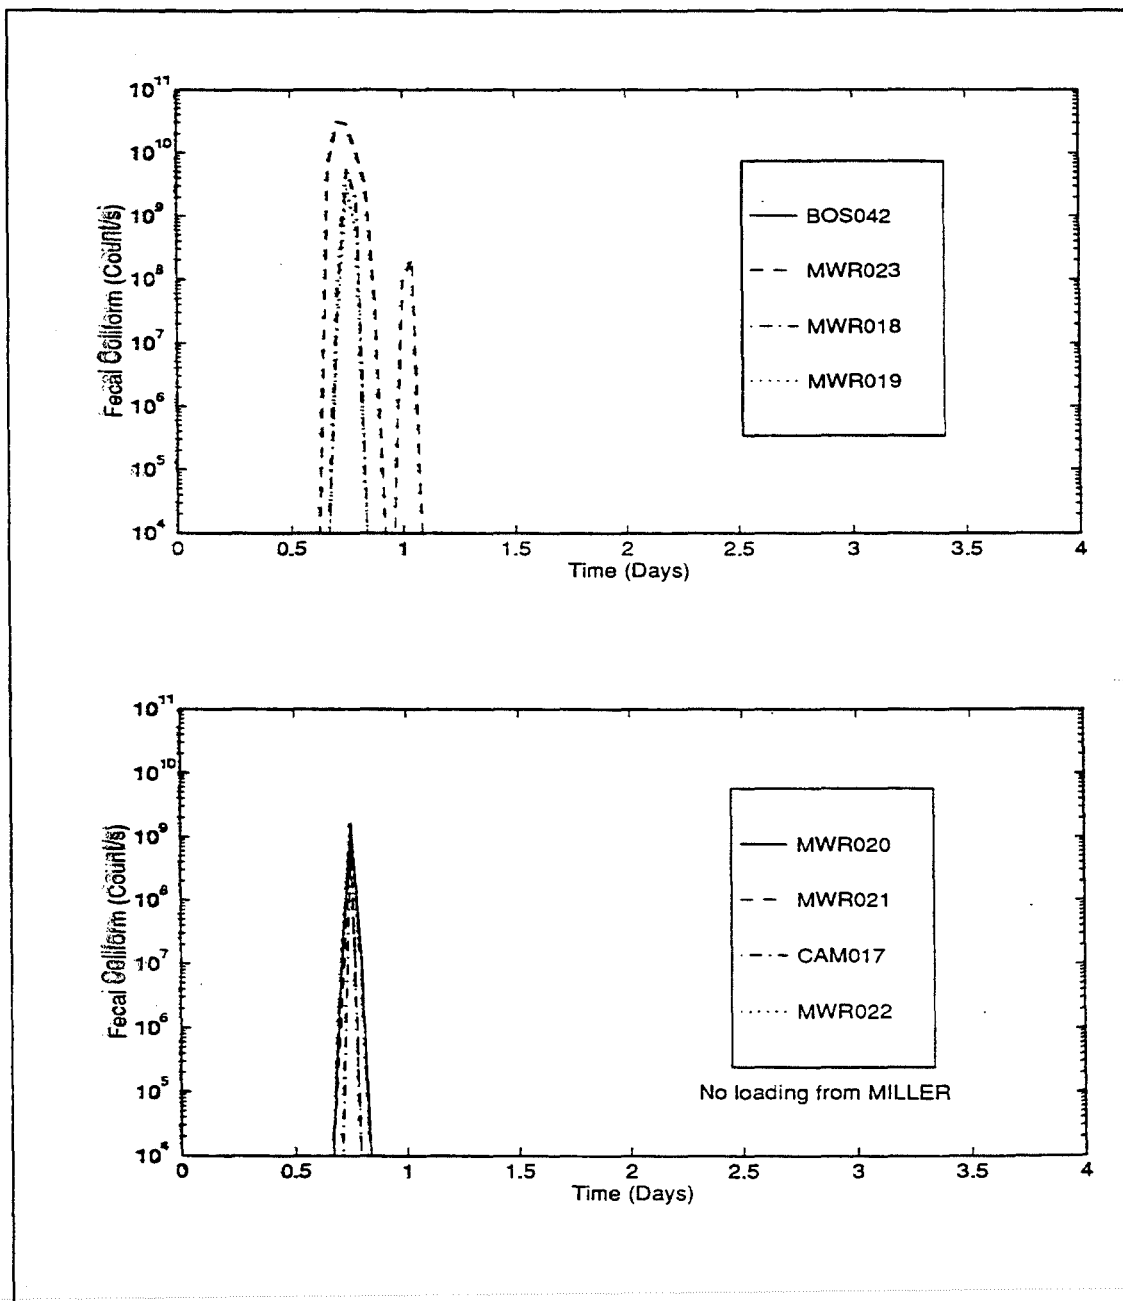 10^11
10^10
10^9
10^8
10^7
10^6
10^5
10^4
Fecal Coliform (Count/s)
0 0.5 1 1.5 2 2.5 3 3.5 4
Time (Days)
BOS042
MWR023
MWR018
MWR019
10^11
10^10
10^9
10^8
10^7
10^6
10^5
10^4
Fecal Coliform (Count/s)
0 0.5 1 1.5 2 2.5 3 3.5 4
Time (Days)
MWR020
MWR021
CAM017
MWR022
No loading from MILLER